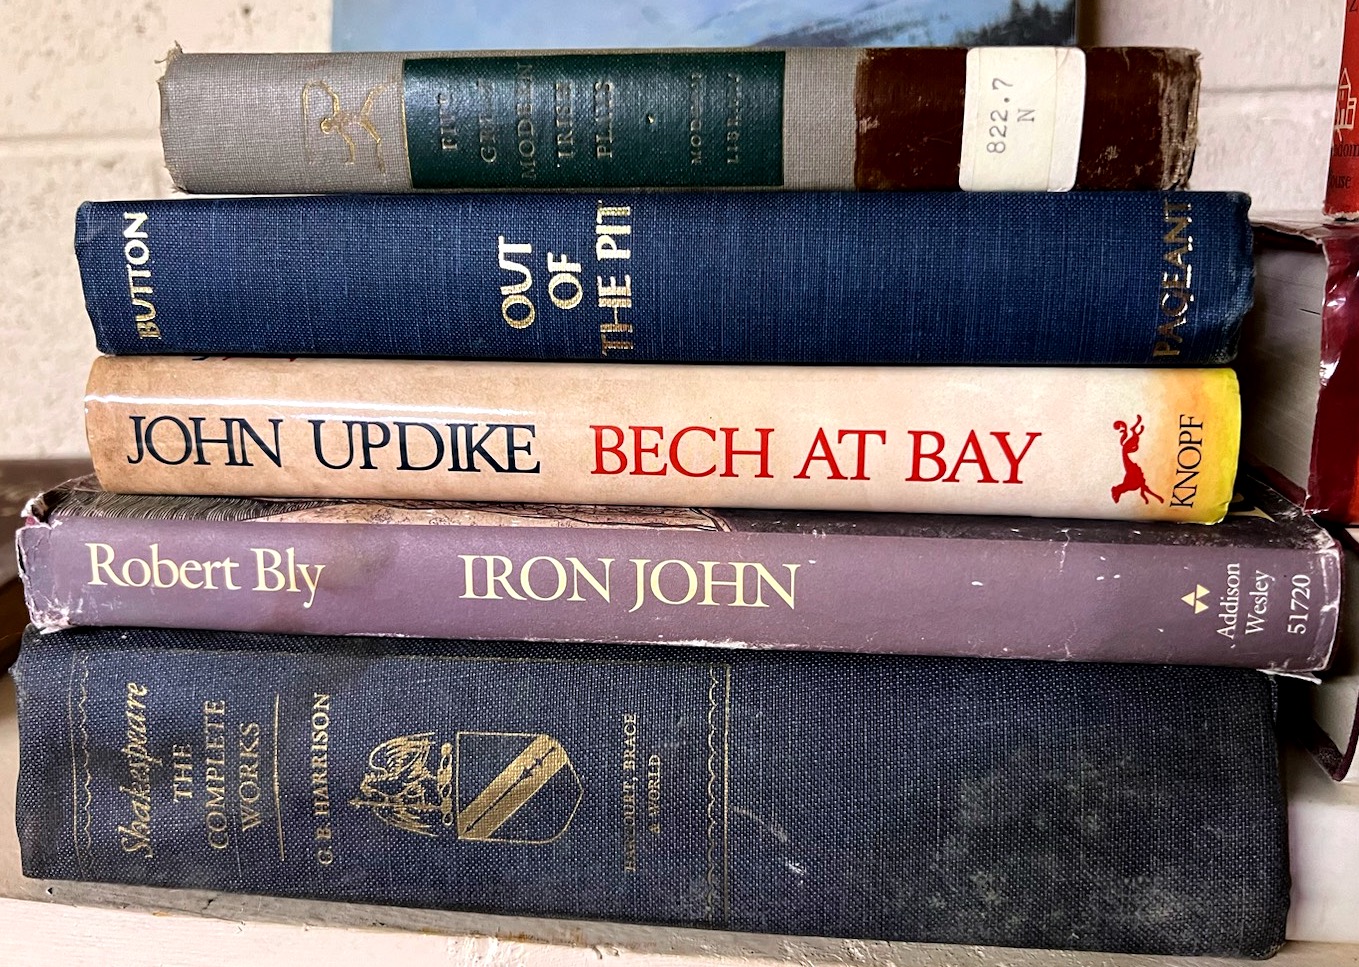 FIVE
GREAT
MODERN
IRISH
PLAYS
MODERN
LIBRARY
822.7
N
BUTTON
OUT
OF
THE PIT
PAGEANT
JOHN UPDIKE BECH AT BAY
KNOPF
Robert Bly IRON JOHN
Addison
Wesley
51720
Shakespeare
THE
COMPLETE
WORKS
G. B. HARRISON
HARCOURT, BRACE
& WORLD